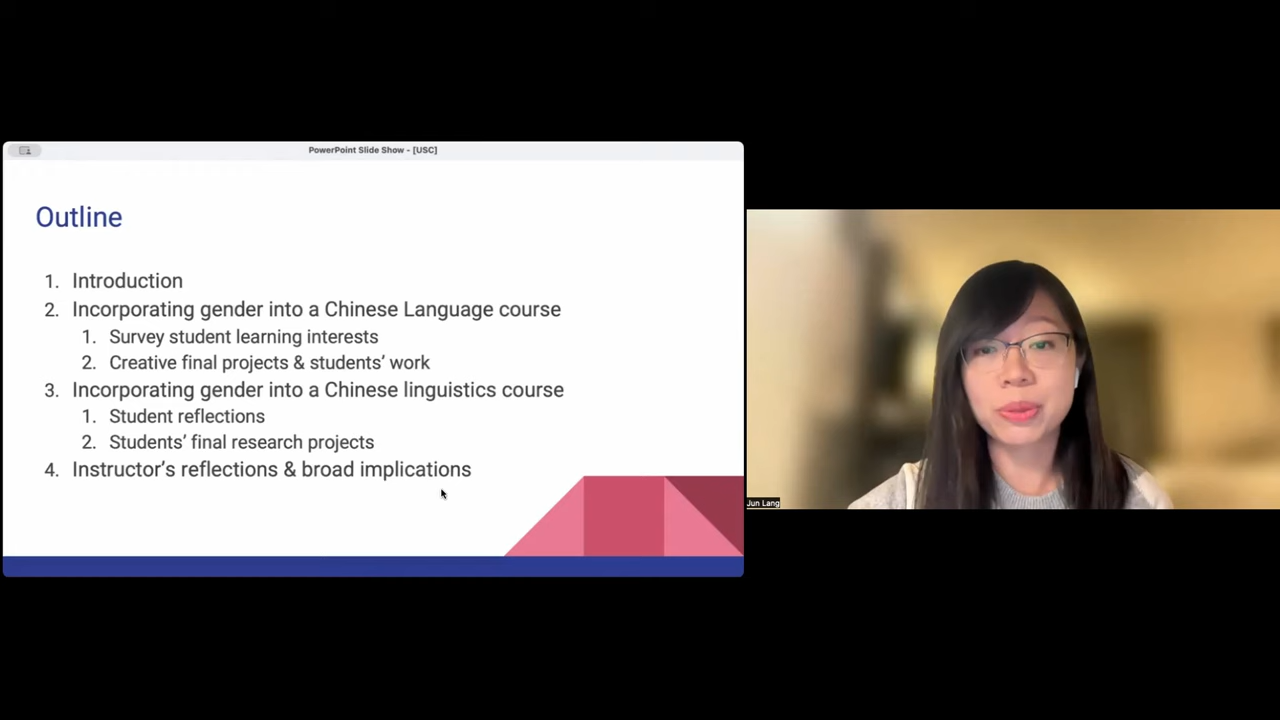 PowerPoint Slide Show - [USC]
Outline
1. Introduction
2. Incorporating gender into a Chinese Language course
1. Survey student learning interests
2. Creative final projects & students’ work
3. Incorporating gender into a Chinese linguistics course
1. Student reflections
2. Students’ final research projects
4. Instructor’s reflections & broad implications
Jun Lang